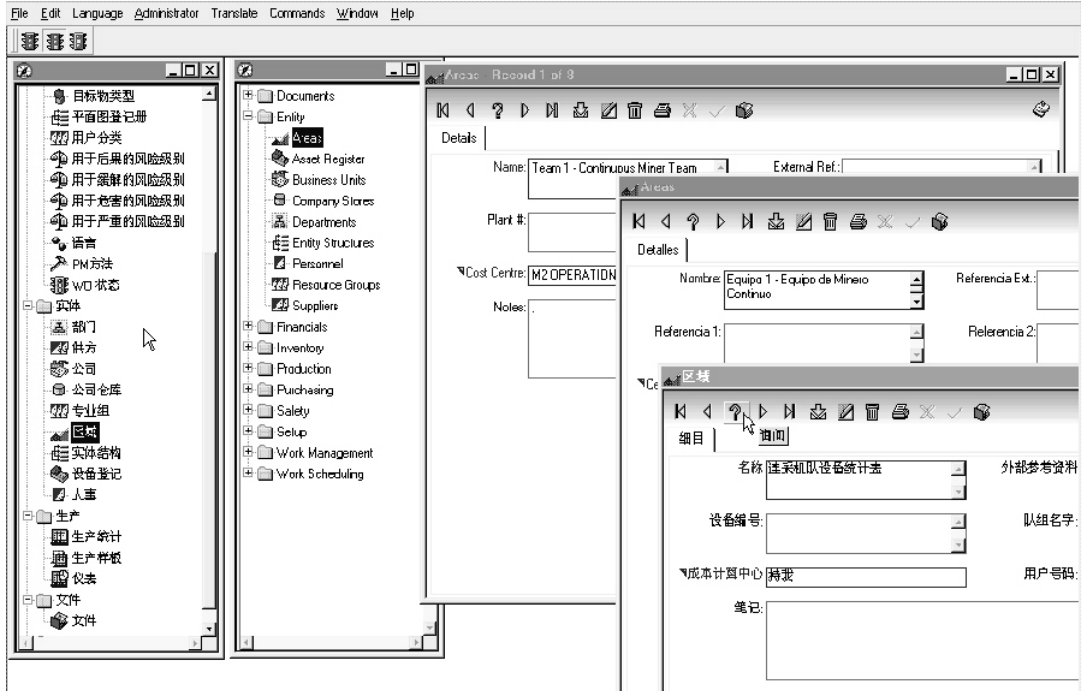 File Edit Language Administrator Translate Commands Window Help
目标物类型
平面图登记册
用户分类
用于后果的风险级别
用于缓解的风险级别
用于危害的风险级别
用于严重的风险级别
语言
PM方法
WO 状态
实体
部门
供方
公司
公司仓库
专业组
区域
实体结构
设备登记
人事
生产
生产统计
生产样板
仪表
文件
文件
Documents
Entity
Areas
Asset Register
Business Units
Company Stores
Departments
Entity Structures
Personnel
Resource Groups
Suppliers
Financials
Inventory
Production
Purchasing
Safety
Setup
Work Management
Work Scheduling
Areas - Record 1 of 8
Details
Name: Team 1 - Continuous Miner Team
External Ref.:
Plant #:
Cost Centre: M2 OPERATION
Notes: .
Areas
Detalles
Nombre: Equipo 1 - Equipo de Minero
Continuo
Referencia Ext.:
Referencia 1:
Referencia 2:
Ce
区域
询问
细目
名称 连采机队设备统计表
外部参考资料
设备编号:
队组名字:
成本计算中心
用户号码:
笔记: